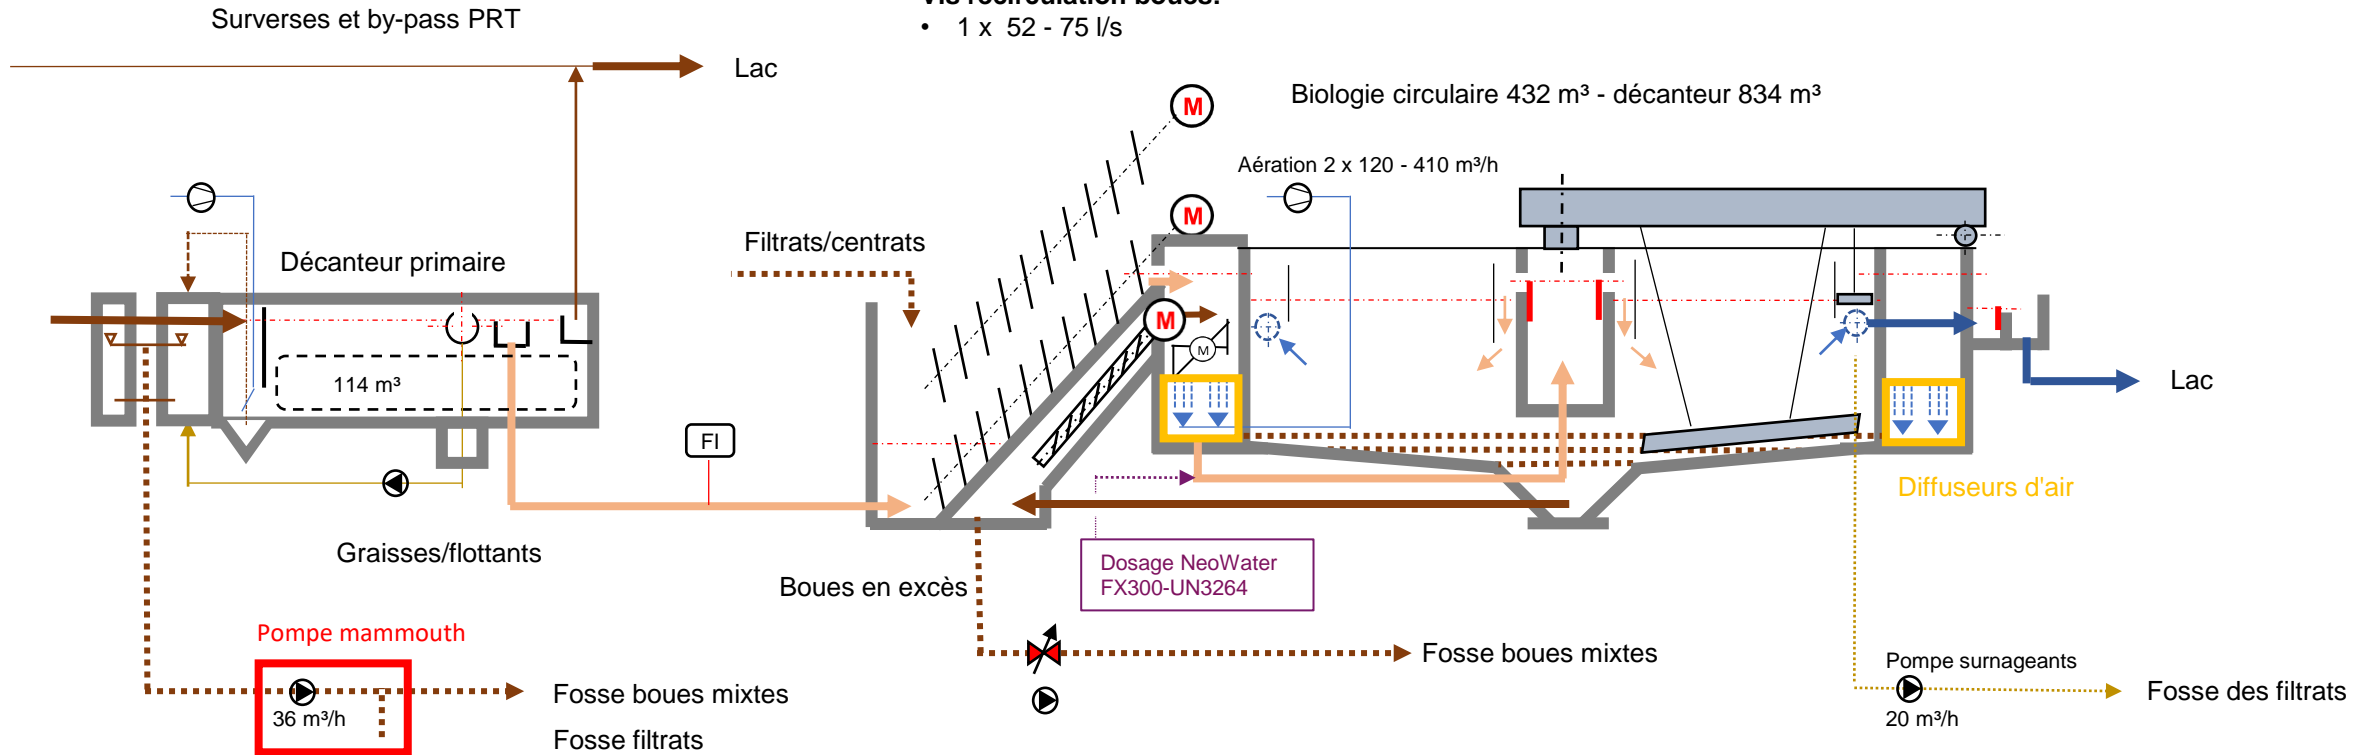 Vis recirculation boues:
• 1 x 52 - 75 l/s
Surverses et by-pass PRT
Lac
Biologie circulaire 432 m³ - décanteur 834 m³
M
Aération 2 x 120 - 410 m³/h
M
Filtrats/centrats
Décanteur primaire
M
T
T
M
114 m³
Lac
FI
Diffuseurs d'air
Graisses/flottants
Boues en excès
Dosage NeoWater
FX300-UN3264
Pompe mammouth
Fosse boues mixtes
Pompe surnageants
Fosse boues mixtes
Fosse des filtrats
36 m³/h
20 m³/h
Fosse filtrats